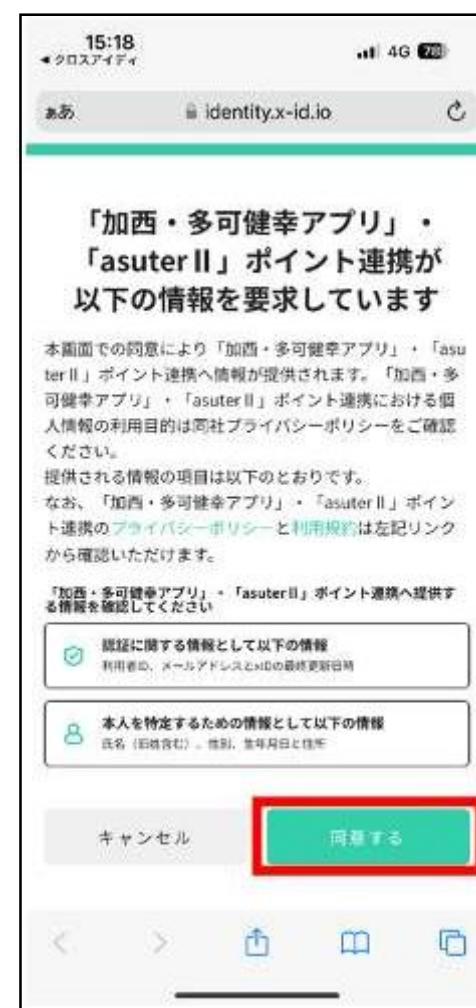 15:18
◀ クロスアイディ
4G 78
ぁあ
identity.x-id.io
「加西・多可健幸アプリ」・
「asuterⅡ」ポイント連携が
以下の情報を要求しています
本画面での同意により「加西・多可健幸アプリ」・「asu
terⅡ」ポイント連携へ情報が提供されます。「加西・多
可健幸アプリ」・「asuterⅡ」ポイント連携における個
人情報の利用目的は同社プライバシーポリシーをご確認
ください。
提供される情報の項目は以下のとおりです。
なお、「加西・多可健幸アプリ」・「asuterⅡ」ポイン
ト連携のプライバシーポリシーと利用規約は左記リンク
から確認いただけます。
「加西・多可健幸アプリ」・「asuterⅡ」ポイント連携へ提供す
る情報を確認してください
認証に関する情報として以下の情報
利用者ID、メールアドレスとxIDの最終更新日時
本人を特定するための情報として以下の情報
氏名（旧姓含む）、性別、生年月日と住所
キャンセル
同意する